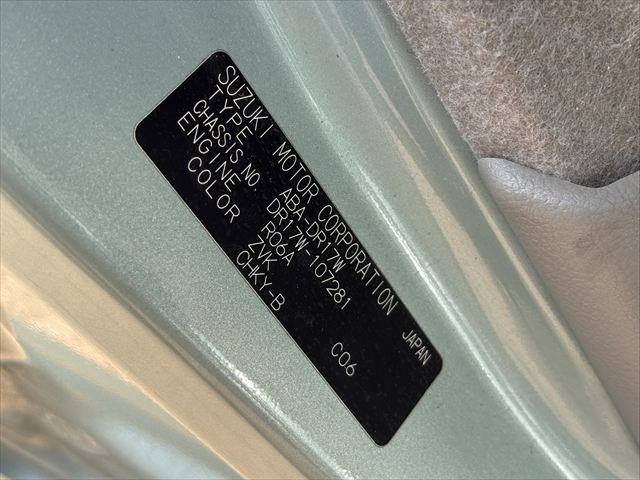 SUZUKI MOTOR CORPORATION JAPAN
TYPE ABA-DR17W
CHASSIS NO. DR17W-107281
ENGINE R06A
COLOR ZVK C06
CHKY-B